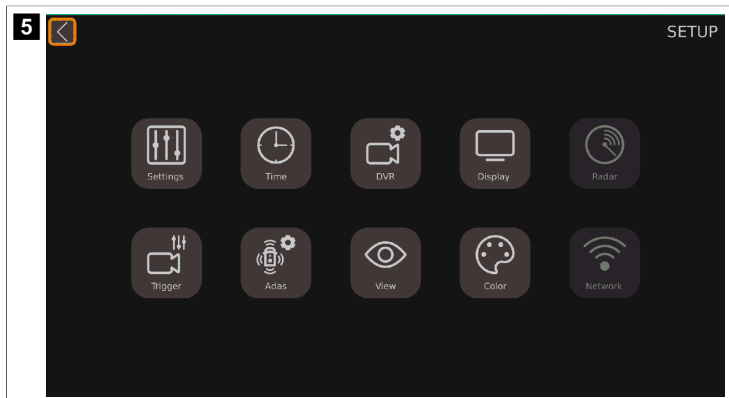 5
SETUP
Settings Time DVR Display Radar
Trigger Adas View Color Network